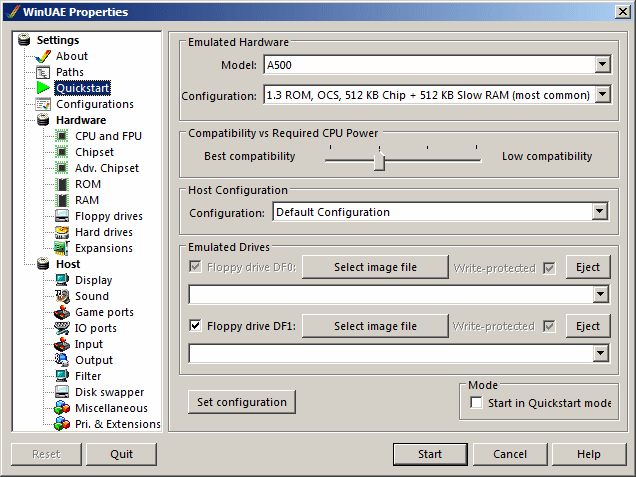 WinUAE Properties
Settings
About
Paths
Quickstart
Configurations
Hardware
CPU and FPU
Chipset
Adv. Chipset
ROM
RAM
Floppy drives
Hard drives
Expansions
Host
Display
Sound
Game ports
IO ports
Input
Output
Filter
Disk swapper
Miscellaneous
Pri. & Extensions
Emulated Hardware
Model: A500
Configuration: 1.3 ROM, OCS, 512 KB Chip + 512 KB Slow RAM (most common)
Compatibility vs Required CPU Power
Best compatibility Low compatibility
Host Configuration
Configuration: Default Configuration
Emulated Drives
Floppy drive DF0: Select image file Write-protected Eject
Floppy drive DF1: Select image file Write-protected Eject
Set configuration
Mode
Start in Quickstart mode
Reset Quit Start Cancel Help